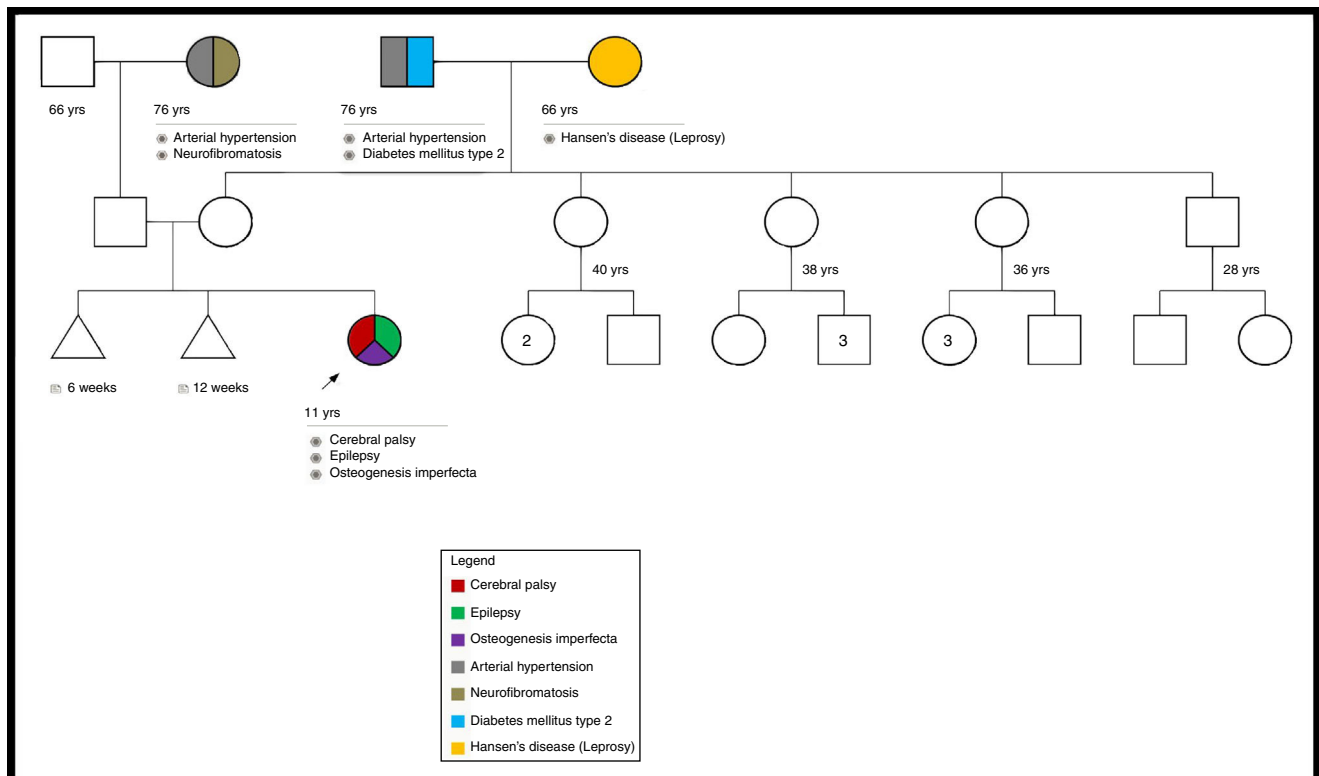 66 yrs
76 yrs
Arterial hypertension
Neurofibromatosis
76 yrs
Arterial hypertension
Diabetes mellitus type 2
66 yrs
Hansen's disease (Leprosy)
40 yrs
38 yrs
36 yrs
28 yrs
2
3
3
6 weeks
12 weeks
11 yrs
Cerebral palsy
Epilepsy
Osteogenesis imperfecta
Legend
Cerebral palsy
Epilepsy
Osteogenesis imperfecta
Arterial hypertension
Neurofibromatosis
Diabetes mellitus type 2
Hansen's disease (Leprosy)